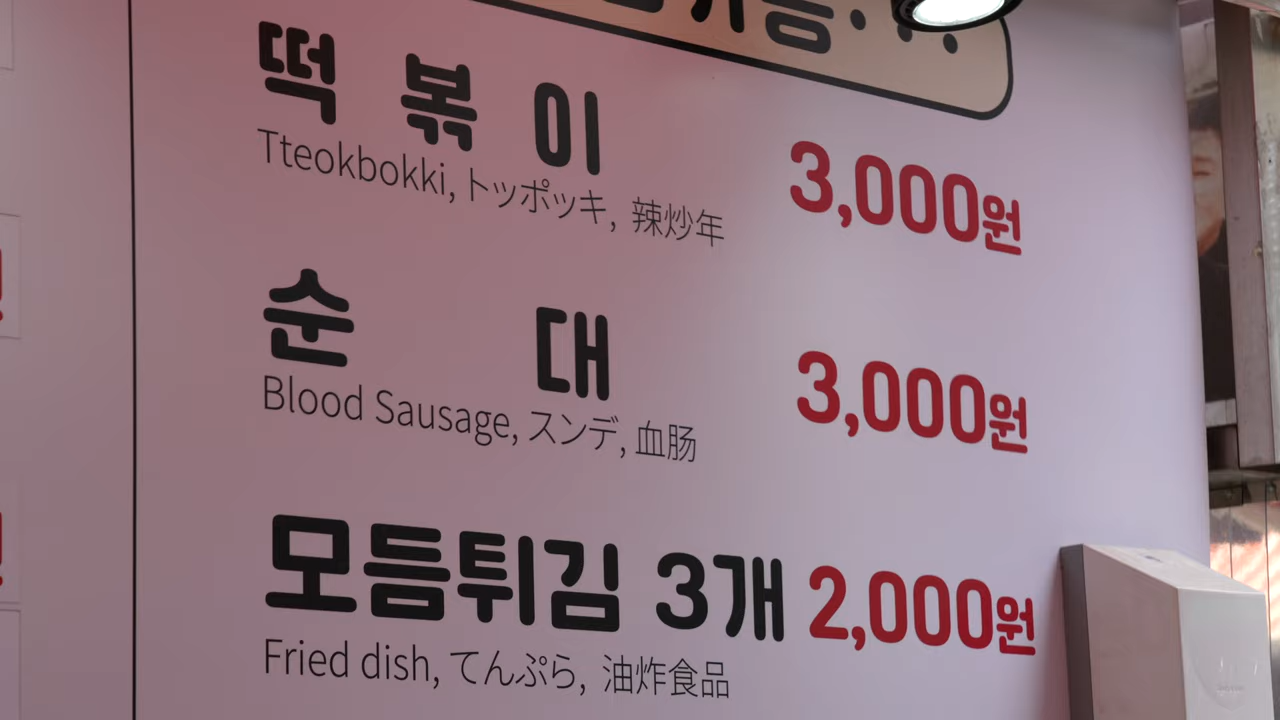 떡 볶 이 3,000원
Tteokbokki, トッポッキ, 辣炒年
순 대 3,000원
Blood Sausage, スンデ, 血肠
모듬튀김 3개 2,000원
Fried dish, てんぷら, 油炸食品